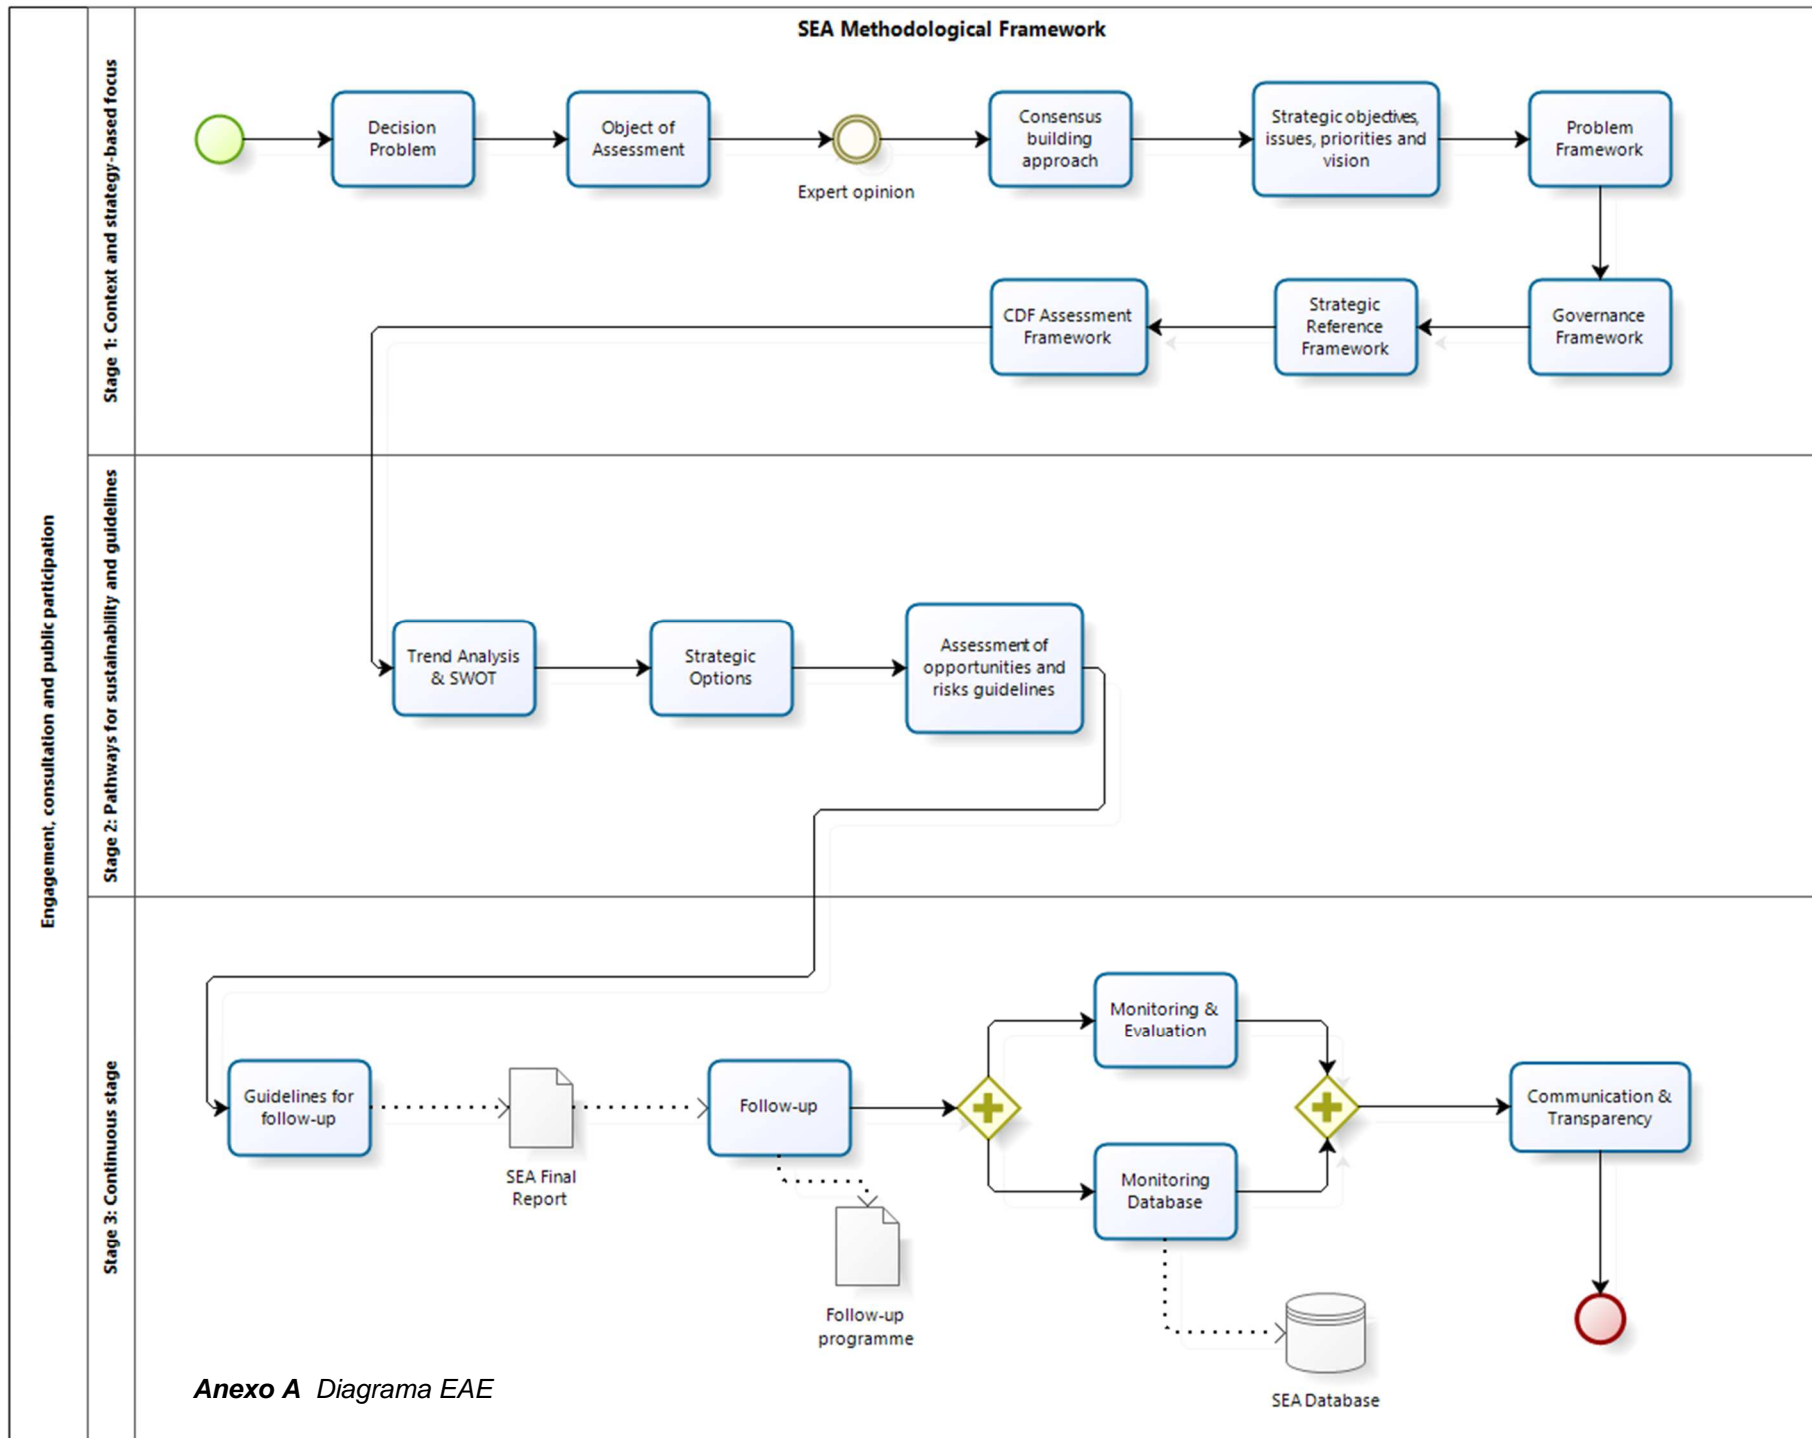 SEA Methodological Framework
Engagement, consultation and public participation
Stage 1: Context and strategy-based focus
Decision
Problem
Object of
Assessment
Expert opinion
Consensus
building
approach
Strategic objectives,
issues, priorities and
vision
Problem
Framework
Governance
Framework
Strategic
Reference
Framework
CDF Assessment
Framework
Stage 2: Pathways for sustainability and guidelines
Trend Analysis
& SWOT
Strategic
Options
Assessment of
opportunities and
risks guidelines
Stage 3: Continuous stage
Guidelines for
follow-up
SEA Final
Report
Follow-up
Follow-up
programme
Monitoring &
Evaluation
Monitoring
Database
SEA Database
Communication &
Transparency
Anexo A Diagrama EAE